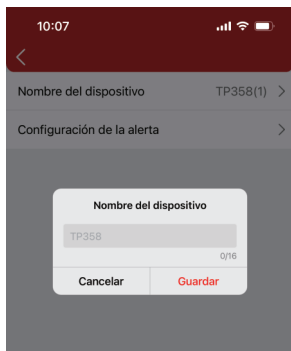 10:07
Nombre del dispositivo TP358(1)
Configuración de la alerta
Nombre del dispositivo
TP358
0/16
Cancelar Guardar